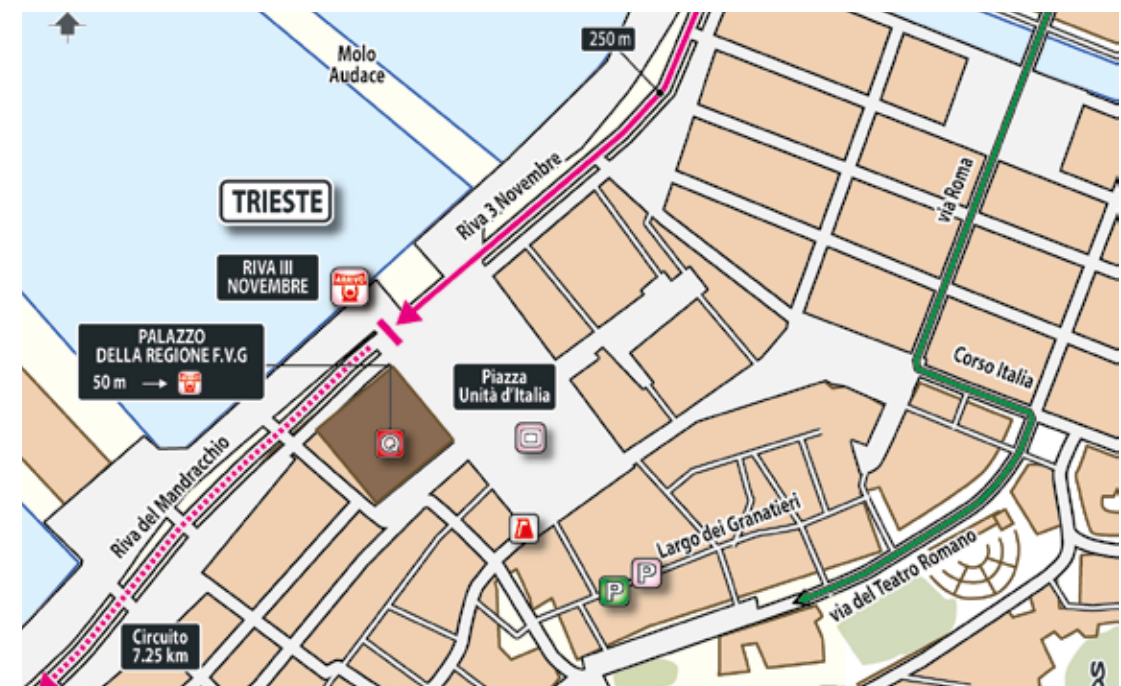 250 m
Molo
Audace
via Roma
TRIESTE
Riva 3 Novembre
RIVA III
NOVEMBRE
ARRIVO
PALAZZO
DELLA REGIONE F.V.G
50 m →
Corso Italia
Piazza
Unità d'Italia
Riva del Mandracchio
Largo dei Granatieri
P
P
via del Teatro Romano
Circuito
7.25 km